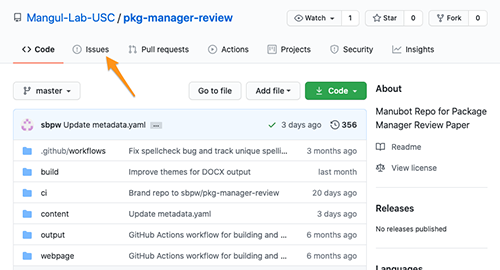 Mangul-Lab-USC / pkg-manager-review
Watch 1 Star 0 Fork 0
Code Issues Pull requests Actions Projects Security Insights
master Go to file Add file Code
sbpw Update metadata.yaml ... 3 days ago 356
.github/workflows Fix spellcheck bug and track unique spelli... 3 months ago
build Improve themes for DOCX output last month
ci Brand repo to sbpw/pkg-manager-review 20 days ago
content Update metadata.yaml 3 days ago
output GitHub Actions workflow for building and ... 6 months ago
webpage GitHub Actions workflow for building and ... 6 months ago
About
Manubot Repo for Package
Manager Review Paper
Readme
View license
Releases
No releases published
Languages